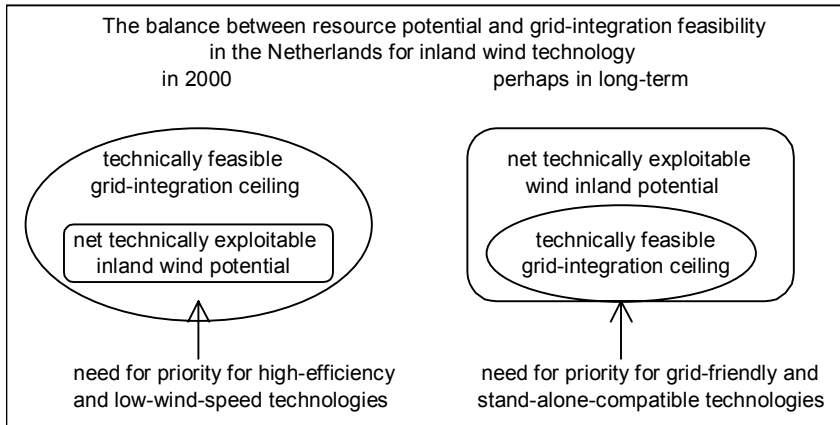 The balance between resource potential and grid-integration feasibility
in the Netherlands for inland wind technology
in 2000
perhaps in long-term
technically feasible
grid-integration ceiling
net technically exploitable
inland wind potential
need for priority for high-efficiency
and low-wind-speed technologies
net technically exploitable
wind inland potential
technically feasible
grid-integration ceiling
need for priority for grid-friendly and
stand-alone-compatible technologies